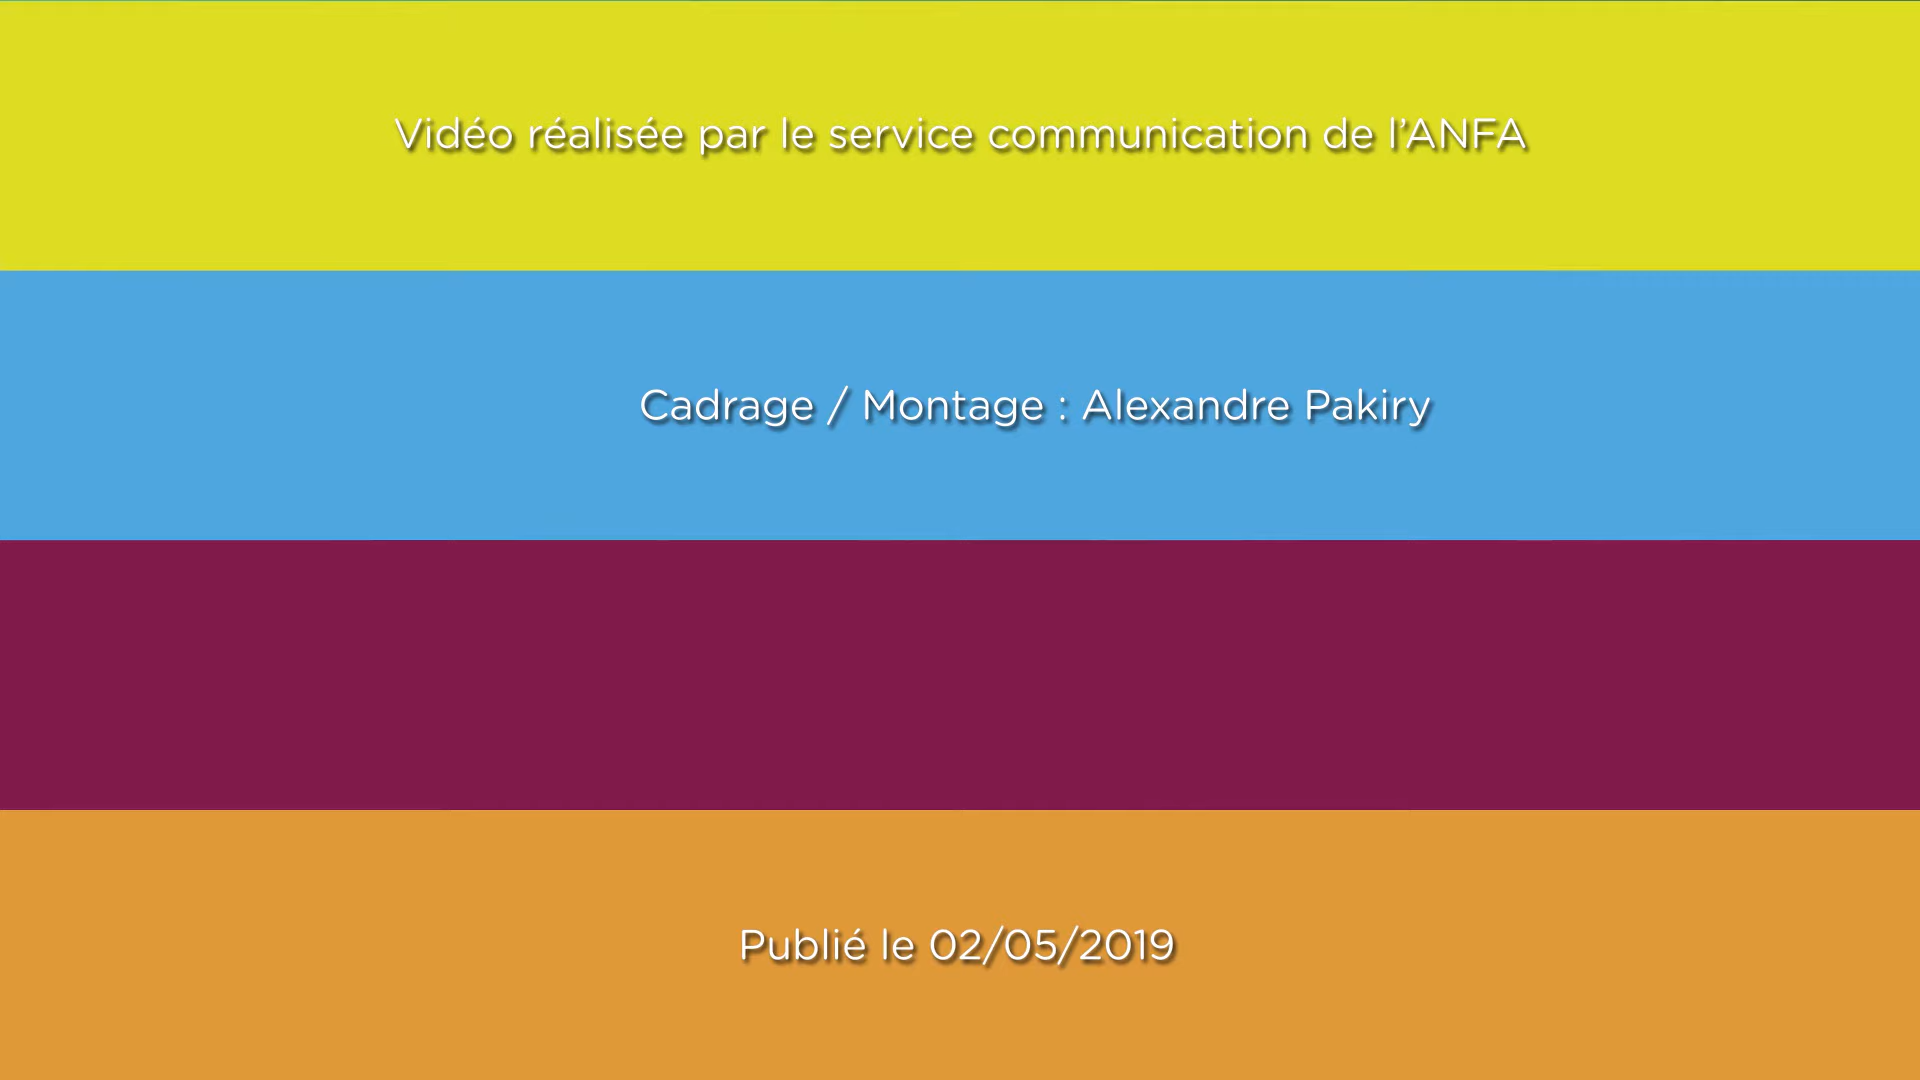 Vidéo réalisée par le service communication de l’ANFA
Cadrage / Montage : Alexandre Pakiry
Publié le 02/05/2019